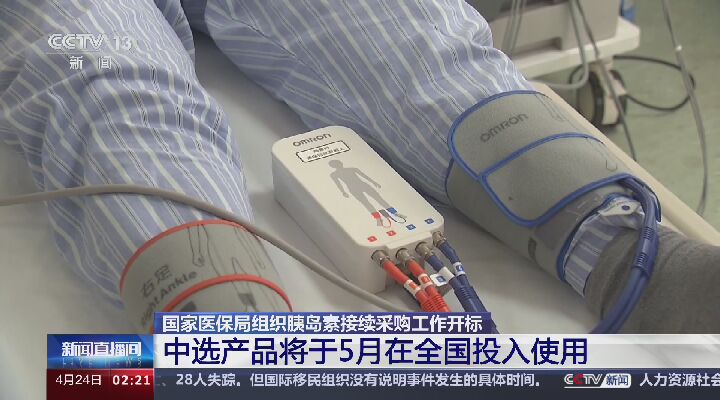 CCTV 13
新闻
OMRON
OMRON
右足
RightAnkle
国家医保局组织胰岛素接续采购工作开标
新闻直播间
中选产品将于5月在全国投入使用
4月24日 02:21
、28人失踪。但国际移民组织没有说明事件发生的具体时间。
CCTV 新闻
人力资源社会